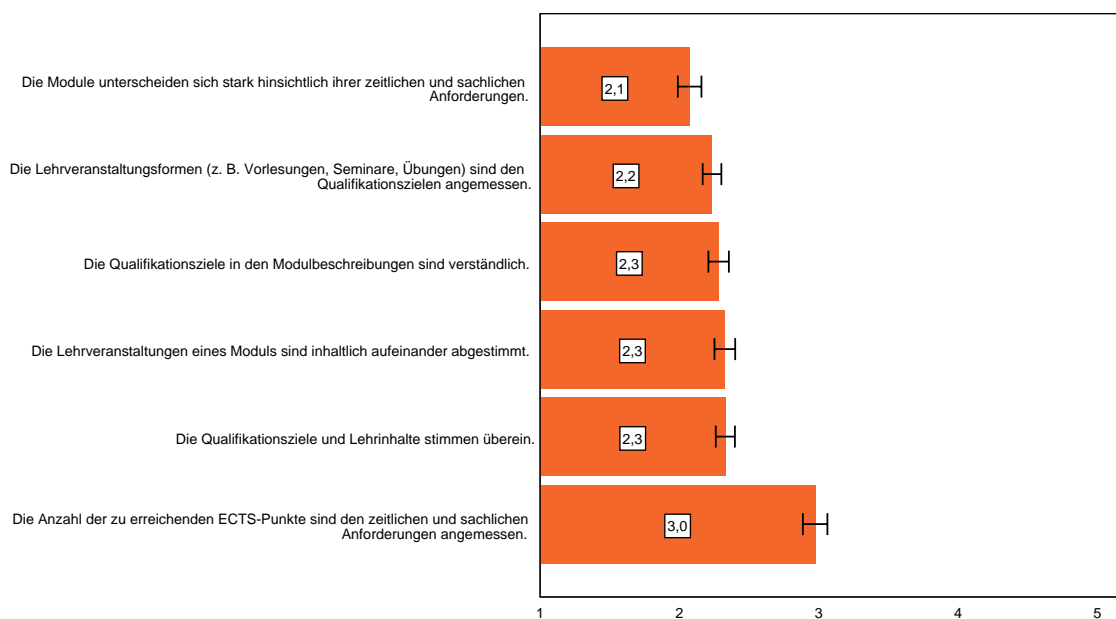 Die Module unterscheiden sich stark hinsichtlich ihrer zeitlichen und sachlichen
Anforderungen.
2,1
Die Lehrveranstaltungsformen (z. B. Vorlesungen, Seminare, Übungen) sind den
Qualifikationszielen angemessen.
2,2
Die Qualifikationsziele in den Modulbeschreibungen sind verständlich.
2,3
Die Lehrveranstaltungen eines Moduls sind inhaltlich aufeinander abgestimmt.
2,3
Die Qualifikationsziele und Lehrinhalte stimmen überein.
2,3
Die Anzahl der zu erreichenden ECTS-Punkte sind den zeitlichen und sachlichen
Anforderungen angemessen.
3,0
1 2 3 4 5